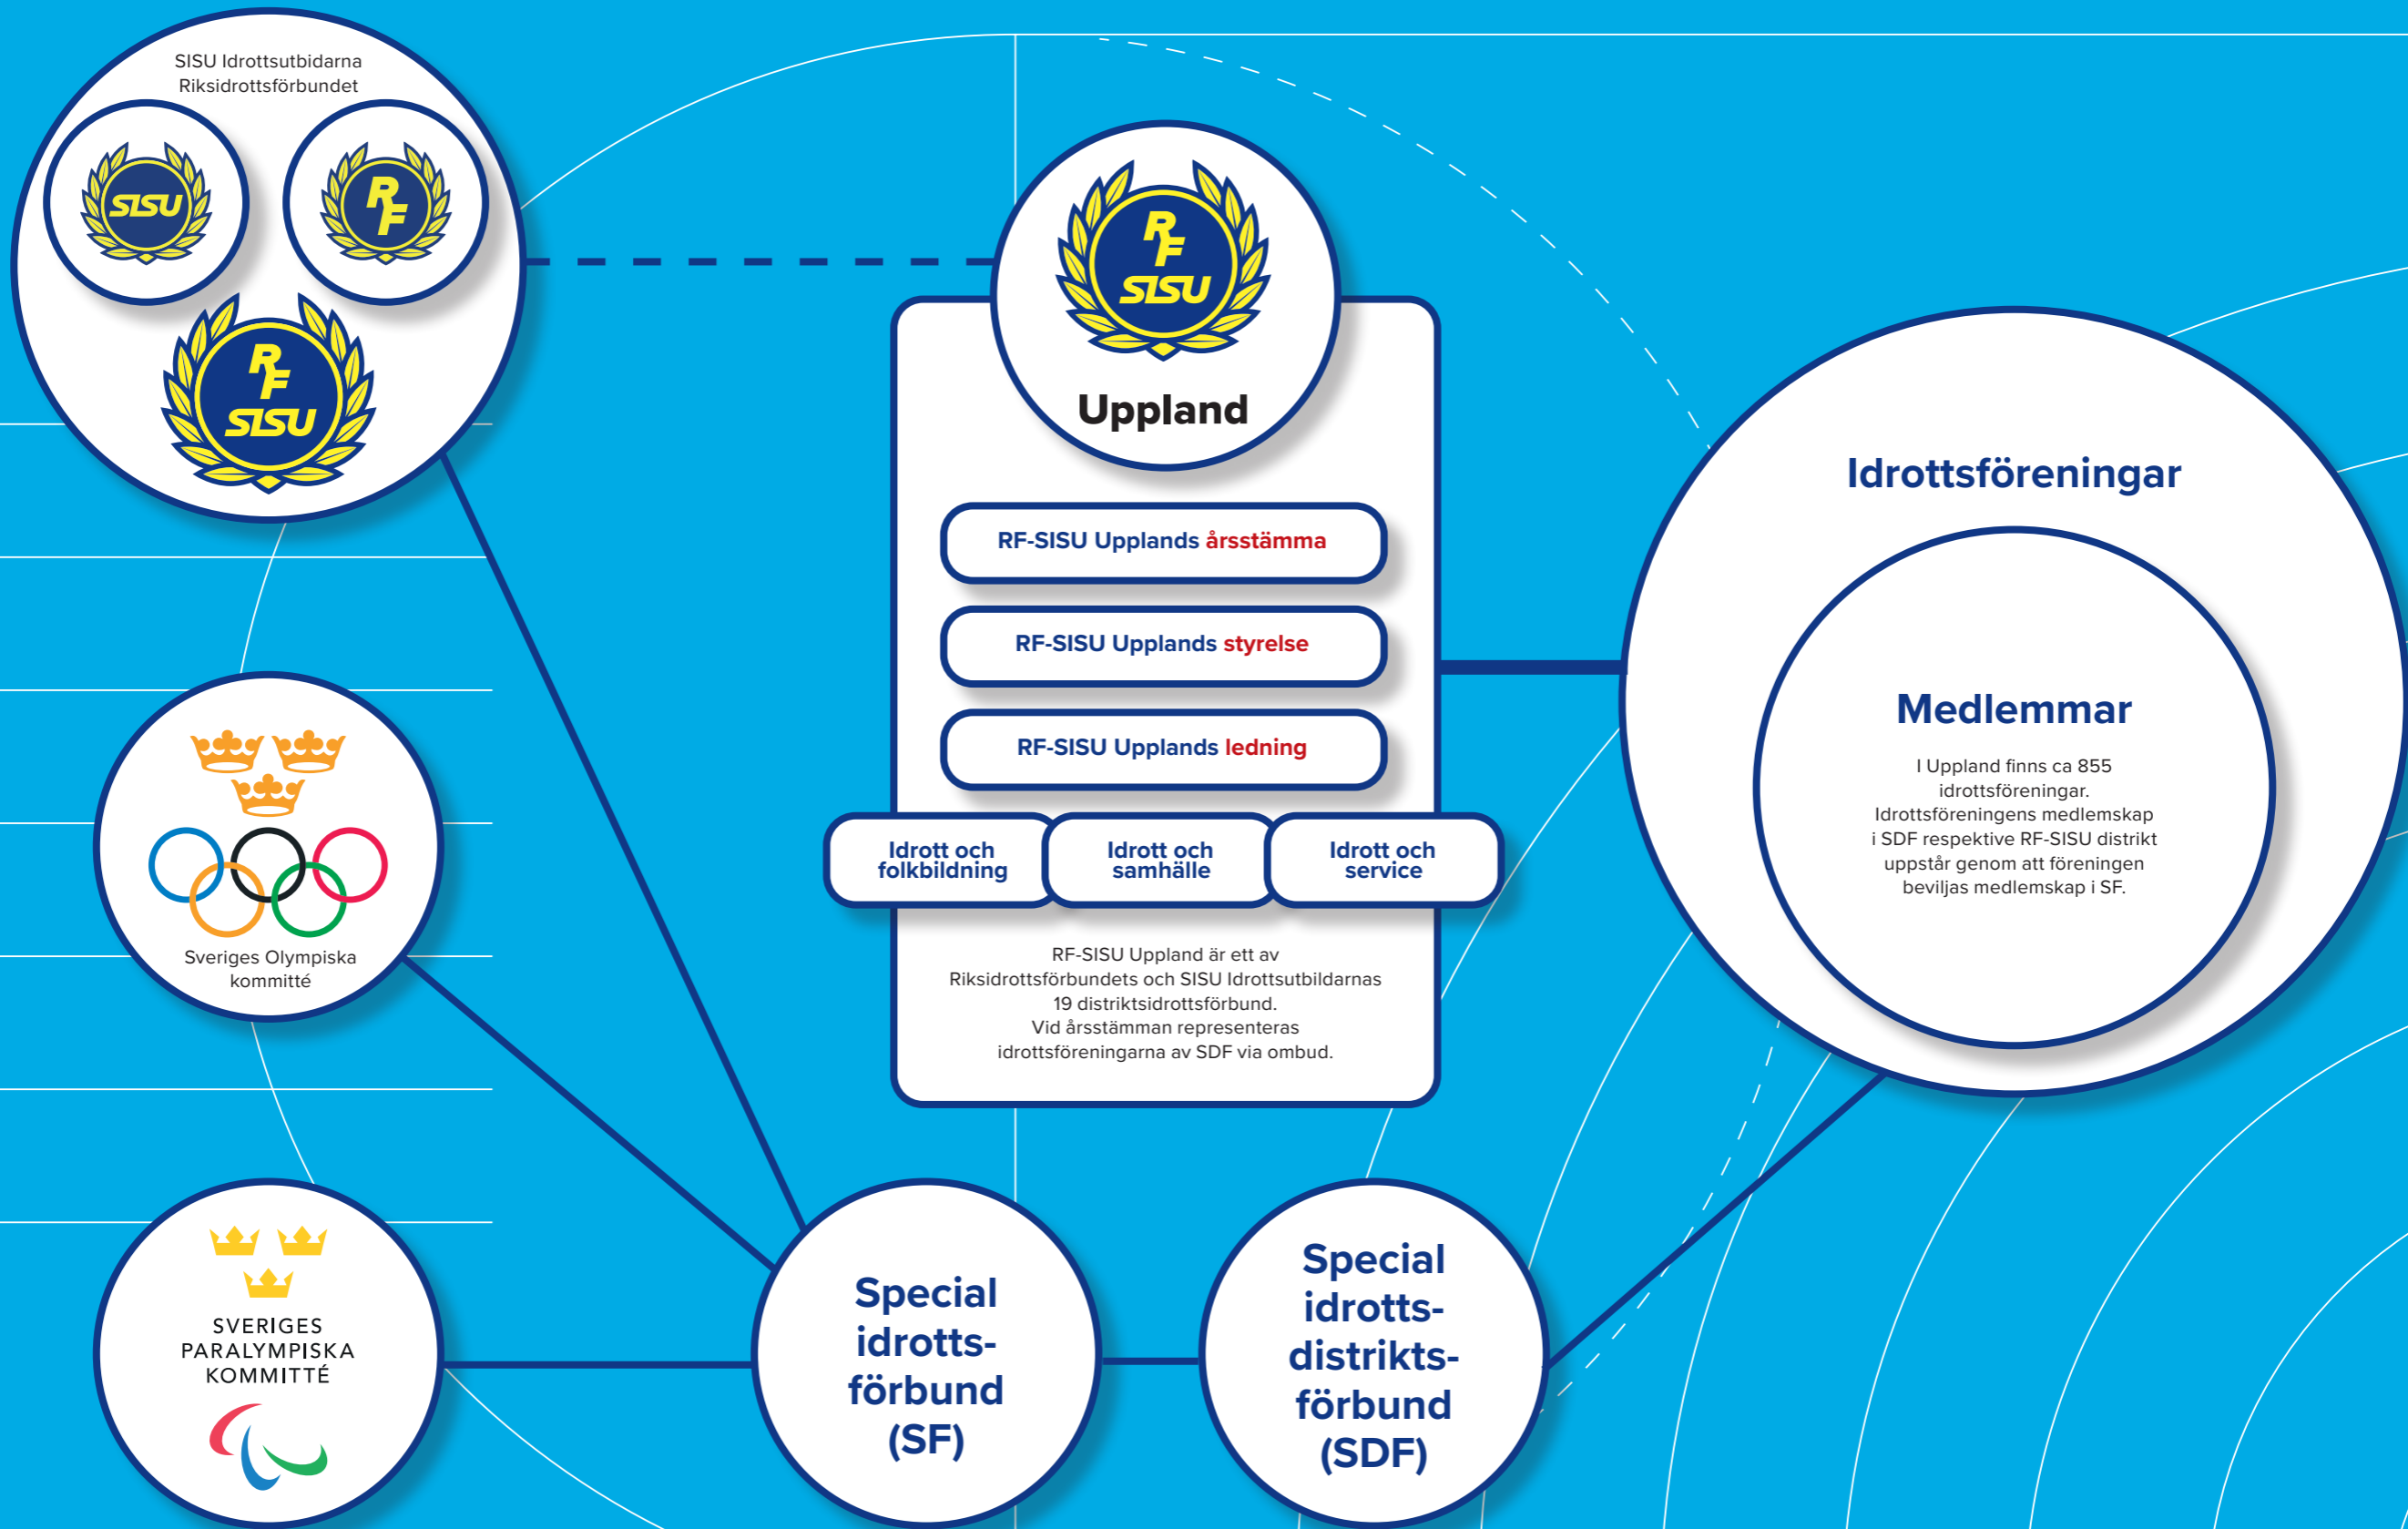 SISU Idrottsutbidarna
Riksidrottsförbundet
SISU
R
F
R
F
SISU
R
F
SISU
Uppland
RF-SISU Upplands årsstämma
RF-SISU Upplands styrelse
RF-SISU Upplands ledning
Idrott och
folkbildning
Idrott och
samhälle
Idrott och
service
RF-SISU Uppland är ett av
Riksidrottsförbundets och SISU Idrottsutbildarnas
19 distriktsidrottsförbund.
Vid årsstämman representeras
idrottsföreningarna av SDF via ombud.
Idrottsföreningar
Medlemmar
I Uppland finns ca 855
idrottsföreningar.
Idrottsföreningens medlemskap
i SDF respektive RF-SISU distrikt
uppstår genom att föreningen
beviljas medlemskap i SF.
Sveriges Olympiska
kommitté
SVERIGES
PARALYMPISKA
KOMMITTÉ
Special
idrotts-
förbund
(SF)
Special
idrotts-
distrikts-
förbund
(SDF)